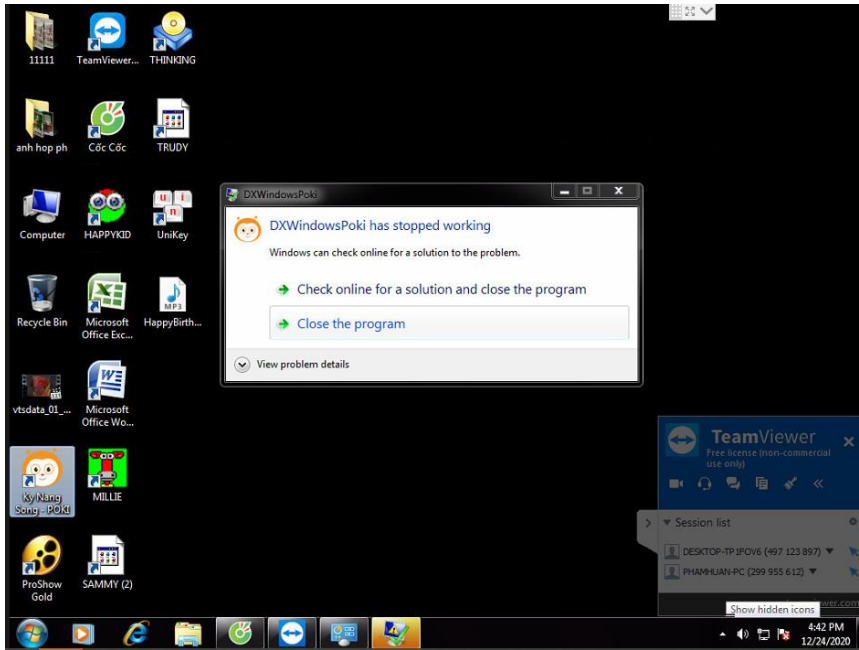 11111
TeamViewer...
THINKING
anh hop ph
Cốc Cốc
TRUDY
Computer
HAPPYKID
U i
n
UniKey
Recycle Bin
Microsoft
Office Exc...
MP3
HappyBirth...
vtsdata_01_...
Microsoft
Office Wo...
Ky Nang
Song - POKI
MILLIE
ProShow
Gold
SAMMY (2)
DXWindowsPoki
DXWindowsPoki has stopped working
Windows can check online for a solution to the problem.
Check online for a solution and close the program
Close the program
View problem details
TeamViewer
Free license (non-commercial
use only)
Session list
DESKTOP-TP1FOV6 (497 123 897)
PHAMHUAN-PC (299 955 612)
Show hidden icons
wer.com
4:42 PM
12/24/2020